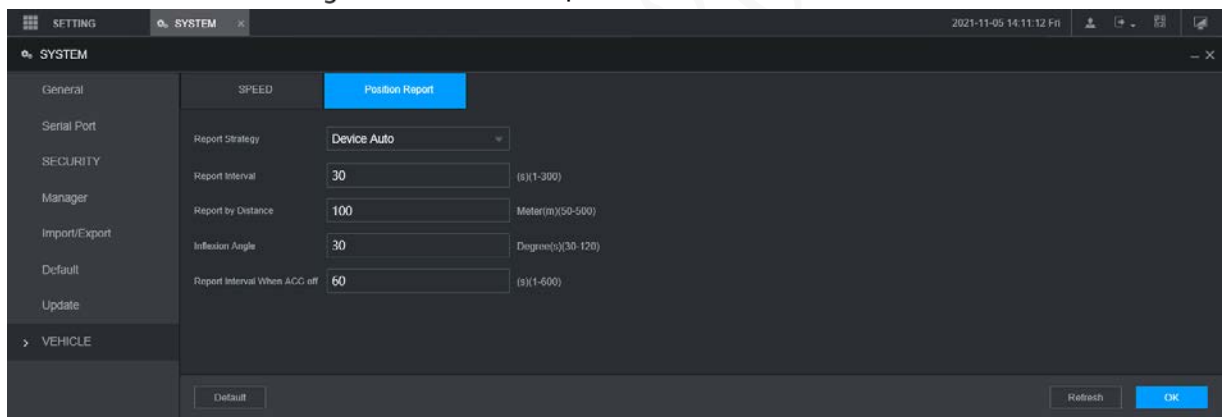 SETTING SYSTEM × 2021-11-05 14:11:12 Fri
SYSTEM – ×
General
Serial Port
SECURITY
Manager
Import/Export
Default
Update
> VEHICLE
SPEED Position Report
Report Strategy Device Auto
Report Interval 30 (s)(1-300)
Report by Distance 100 Meter(m)(50-500)
Inflexion Angle 30 Degree(s)(30-120)
Report Interval When ACC off 60 (s)(1-600)
Default Refresh OK